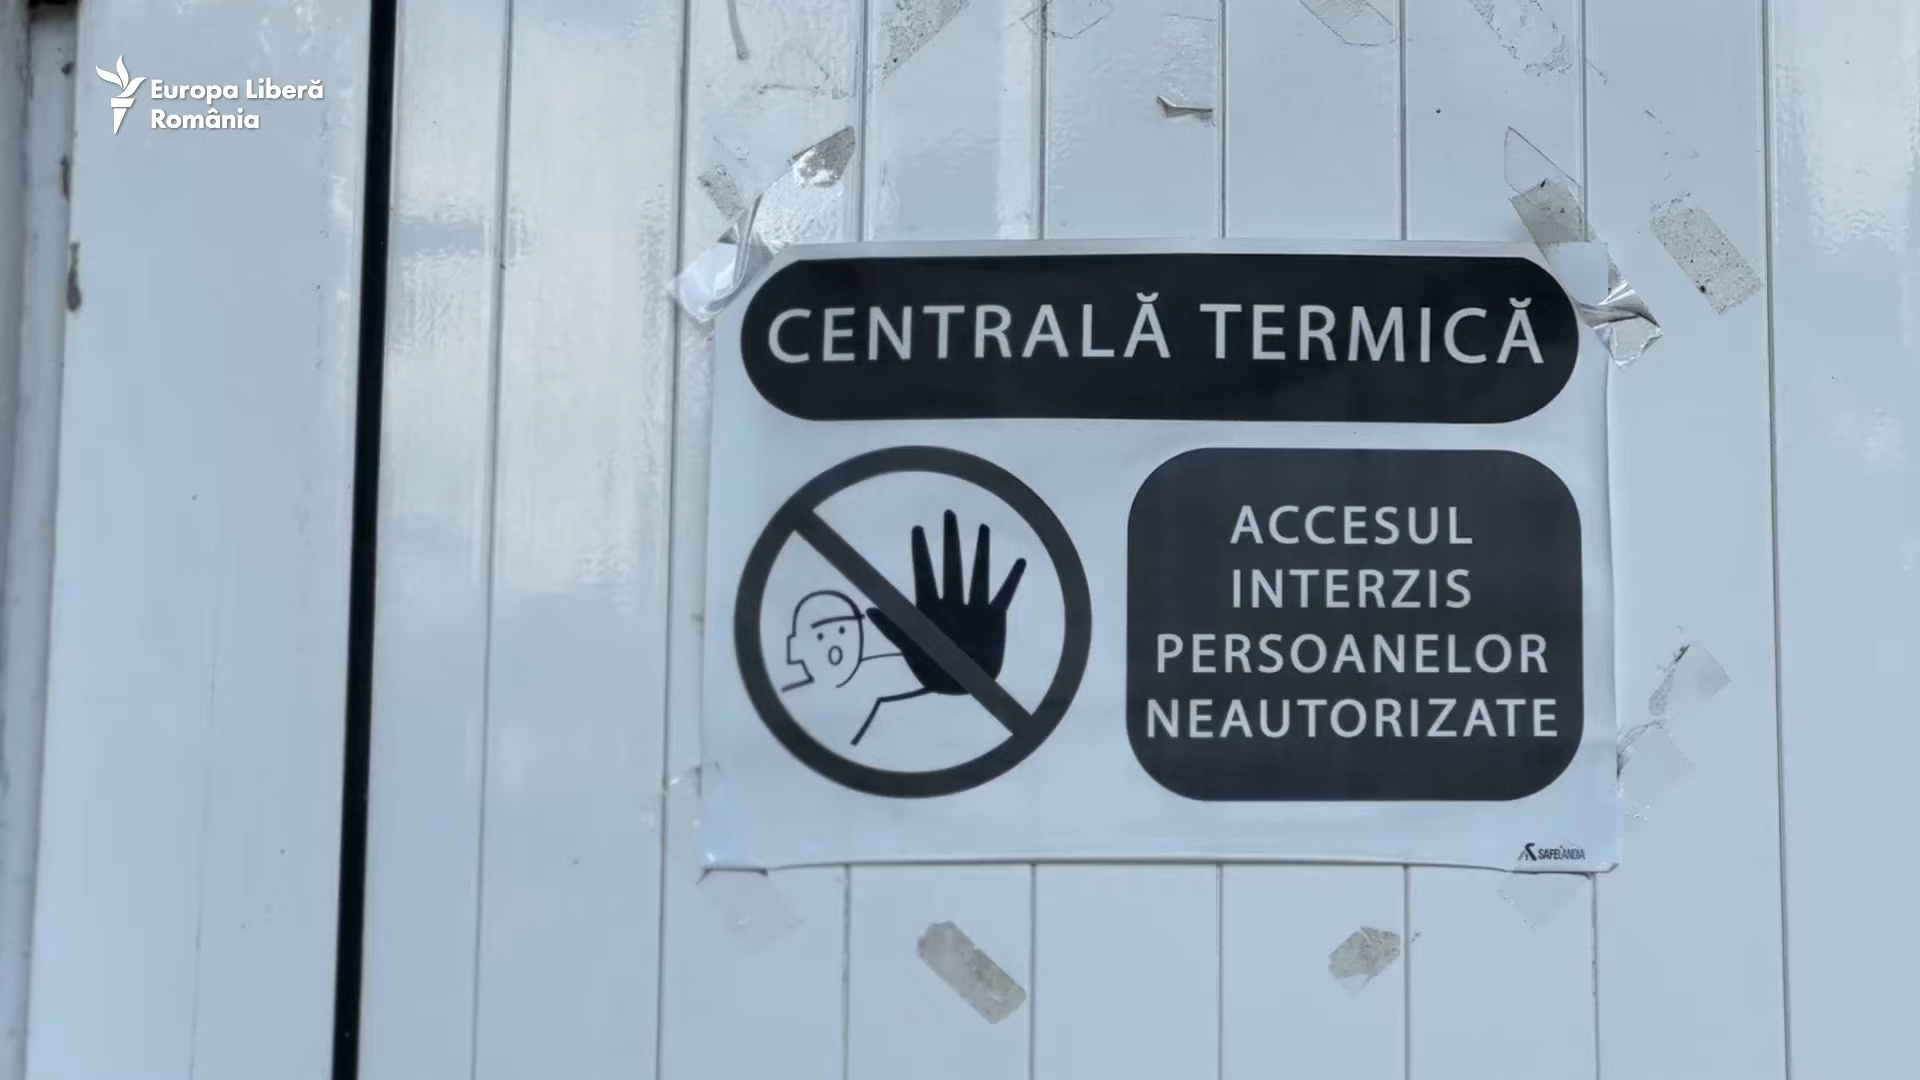 Europa Liberă
România
CENTRALĂ TERMICĂ
ACCESUL
INTERZIS
PERSOANELOR
NEAUTORIZATE
SAFELANDIA